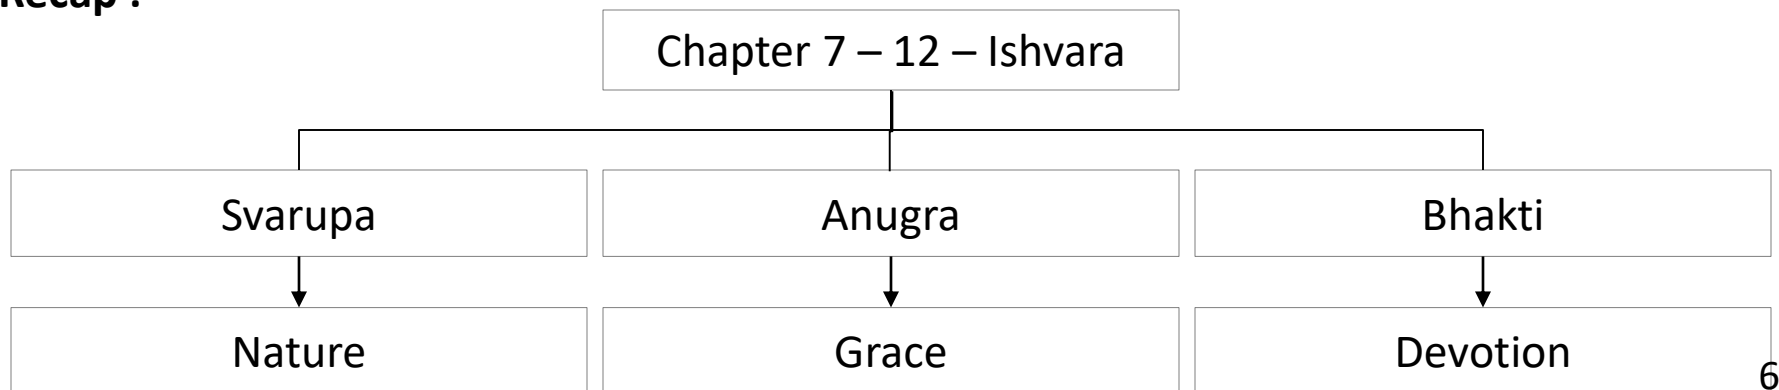 Recap :
Chapter 7 – 12 – Ishvara
Svarupa
Anugra
Bhakti
Nature
Grace
Devotion
6